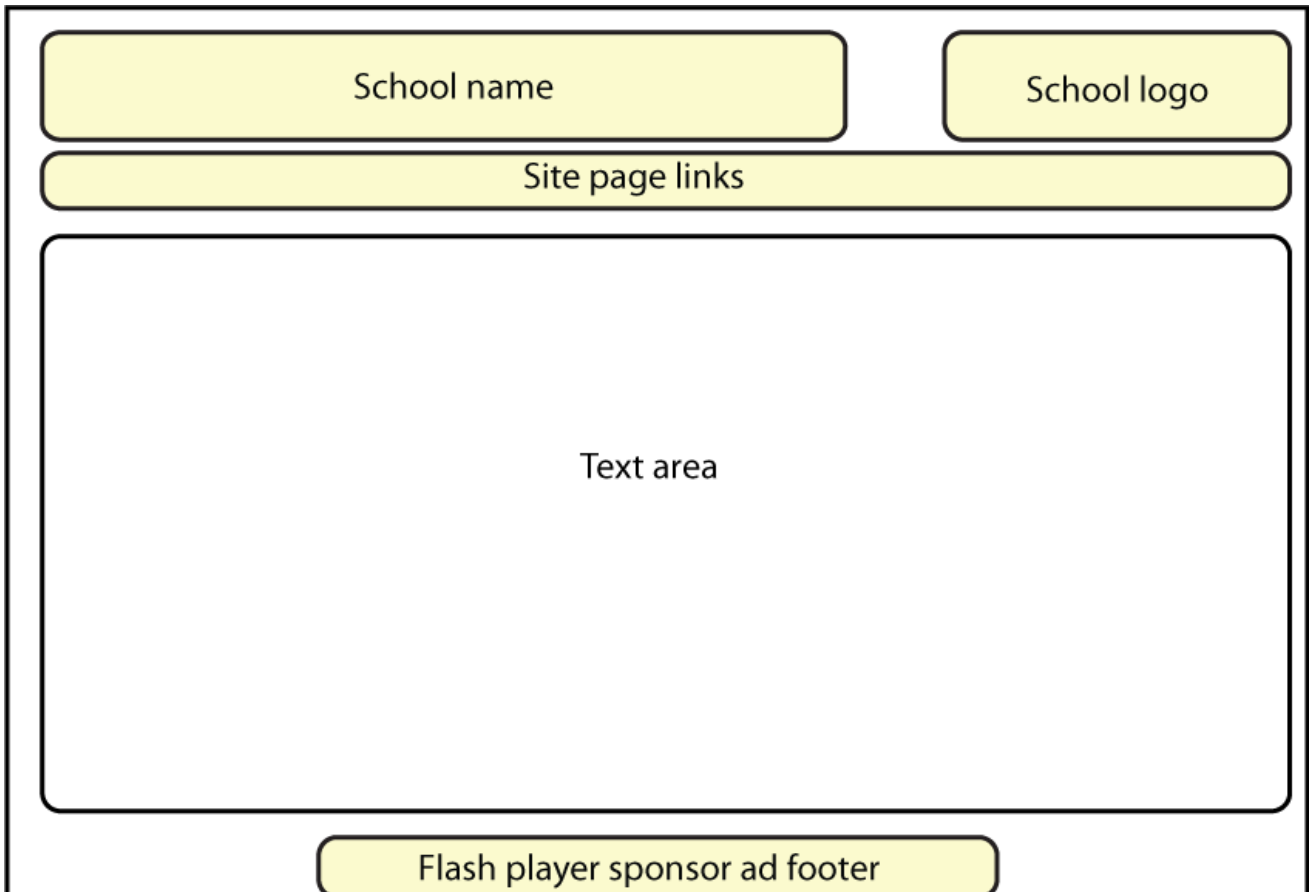 School name
School logo
Site page links
Text area
Flash player sponsor ad footer